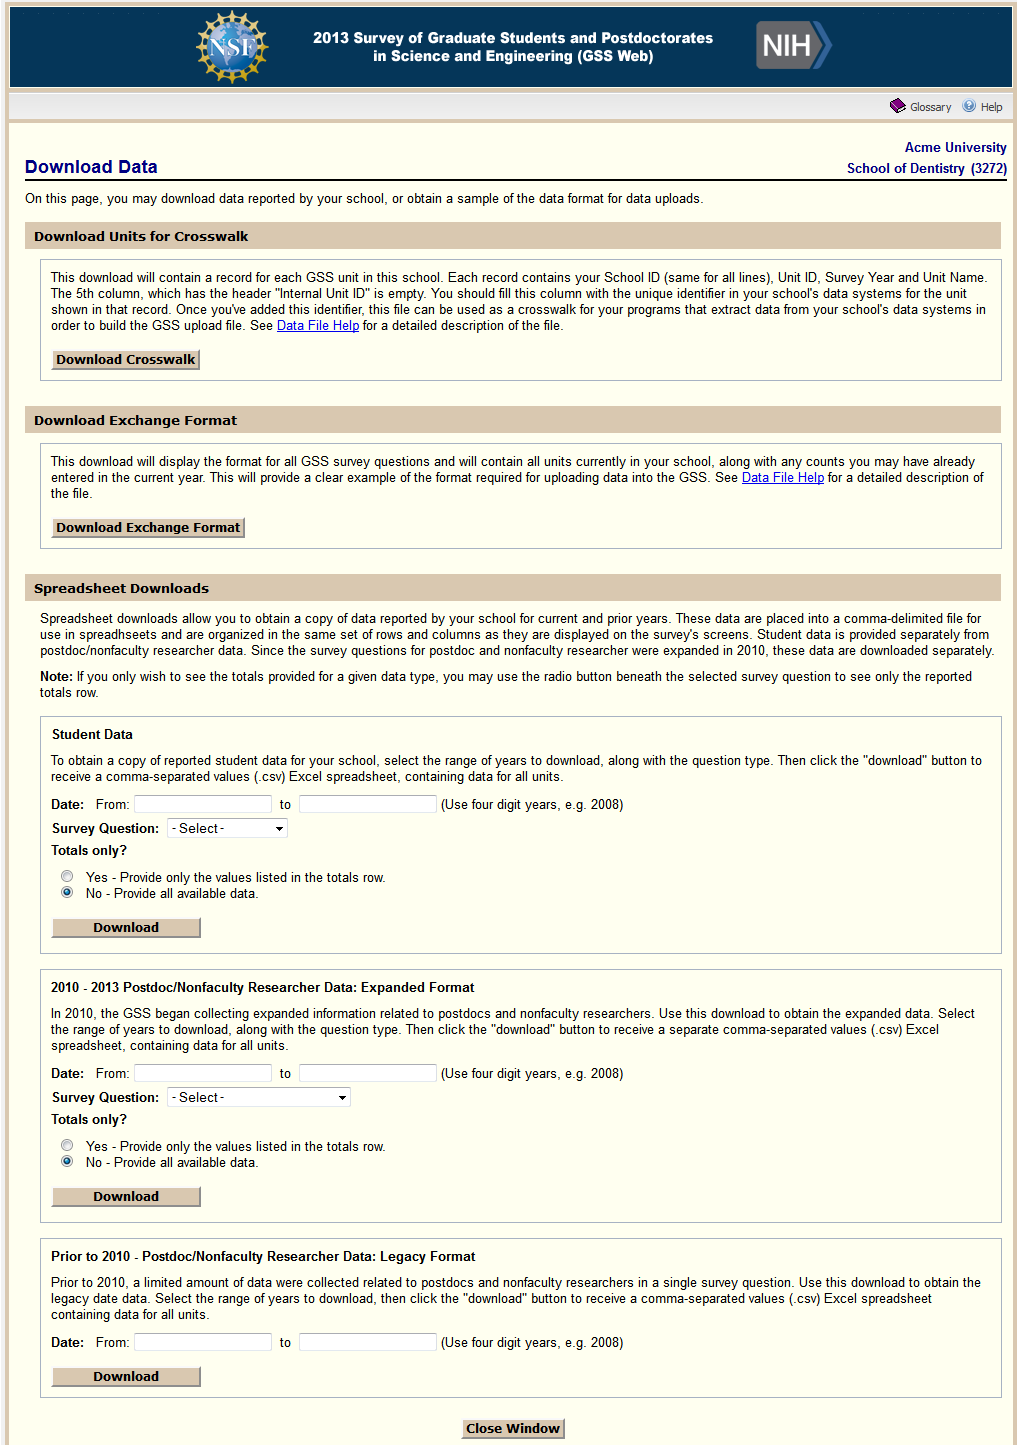 NSF
2013 Survey of Graduate Students and Postdoctorates
in Science and Engineering (GSS Web)
NIH
Glossary Help
Acme University
Download Data
School of Dentistry (3272)
On this page, you may download data reported by your school, or obtain a sample of the data format for data uploads.
Download Units for Crosswalk
This download will contain a record for each GSS unit in this school. Each record contains your School ID (same for all lines), Unit ID, Survey Year and Unit Name.
The 5th column, which has the header "Internal Unit ID" is empty. You should fill this column with the unique identifier in your school's data systems for the unit
shown in that record. Once you've added this identifier, this file can be used as a crosswalk for your programs that extract data from your school's data systems in
order to build the GSS upload file. See Data File Help for a detailed description of the file.
Download Crosswalk
Download Exchange Format
This download will display the format for all GSS survey questions and will contain all units currently in your school, along with any counts you may have already
entered in the current year. This will provide a clear example of the format required for uploading data into the GSS. See Data File Help for a detailed description of
the file.
Download Exchange Format
Spreadsheet Downloads
Spreadsheet downloads allow you to obtain a copy of data reported by your school for current and prior years. These data are placed into a comma-delimited file for
use in spreadhseets and are organized in the same set of rows and columns as they are displayed on the survey's screens. Student data is provided separately from
postdoc/nonfaculty researcher data. Since the survey questions for postdoc and nonfaculty researcher were expanded in 2010, these data are downloaded separately.
Note: If you only wish to see the totals provided for a given data type, you may use the radio button beneath the selected survey question to see only the reported
totals row.
Student Data
To obtain a copy of reported student data for your school, select the range of years to download, along with the question type. Then click the "download" button to
receive a comma-separated values (.csv) Excel spreadsheet, containing data for all units.
Date: From: to (Use four digit years, e.g. 2008)
Survey Question: - Select -
Totals only?
Yes - Provide only the values listed in the totals row.
No - Provide all available data.
Download
2010 - 2013 Postdoc/Nonfaculty Researcher Data: Expanded Format
In 2010, the GSS began collecting expanded information related to postdocs and nonfaculty researchers. Use this download to obtain the expanded data. Select
the range of years to download, along with the question type. Then click the "download" button to receive a separate comma-separated values (.csv) Excel
spreadsheet, containing data for all units.
Date: From: to (Use four digit years, e.g. 2008)
Survey Question: - Select -
Totals only?
Yes - Provide only the values listed in the totals row.
No - Provide all available data.
Download
Prior to 2010 - Postdoc/Nonfaculty Researcher Data: Legacy Format
Prior to 2010, a limited amount of data were collected related to postdocs and nonfaculty researchers in a single survey question. Use this download to obtain the
legacy date data. Select the range of years to download, then click the "download" button to receive a comma-separated values (.csv) Excel spreadsheet
containing data for all units.
Date: From: to (Use four digit years, e.g. 2008)
Download
Close Window